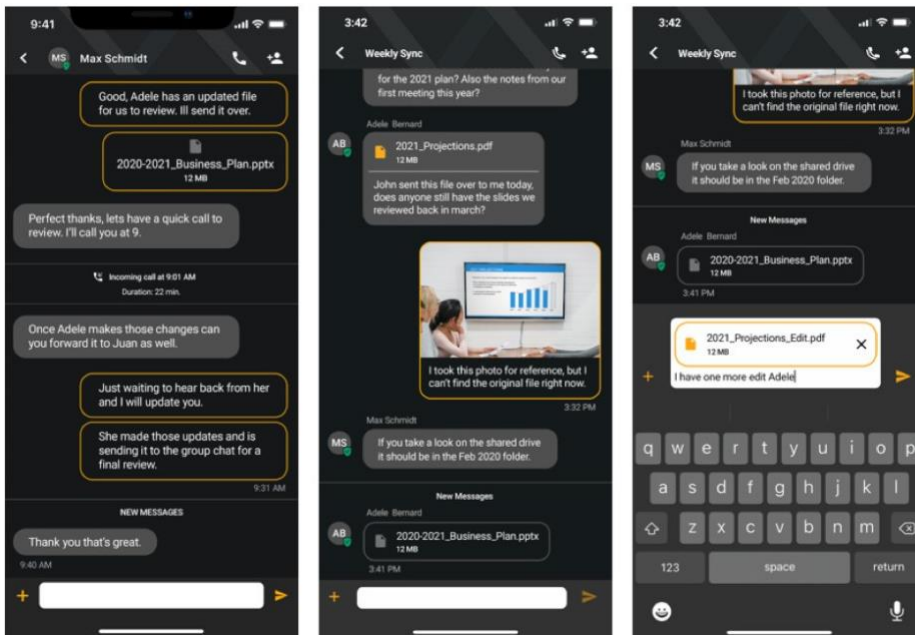 9:41
MS
Max Schmidt
Good, Adele has an updated file
for us to review. Ill send it over.
2020-2021_Business_Plan.pptx
12 MB
Perfect thanks, lets have a quick call to
review. I'll call you at 9.
Incoming call at 9:01 AM
Duration: 22 min.
Once Adele makes those changes can
you forward it to Juan as well.
Just waiting to hear back from her
and I will update you.
She made those updates and is
sending it to the group chat for a
final review.
9:31 AM
NEW MESSAGES
Thank you that's great.
9:40 AM
3:42
Weekly Sync
for the 2021 plan? Also the notes from our
first meeting this year?
Adele Bernard
AB
2021_Projections.pdf
12 MB
John sent this file over to me today,
does anyone still have the slides we
reviewed back in march?
I took this photo for reference, but I
can't find the original file right now.
3:32 PM
Max Schmidt
MS
If you take a look on the shared drive
it should be in the Feb 2020 folder.
New Messages
Adele Bernard
AB
2020-2021_Business_Plan.pptx
12 MB
3:41 PM
3:42
Weekly Sync
I took this photo for reference, but I
can't find the original file right now.
3:32 PM
Max Schmidt
MS
If you take a look on the shared drive
it should be in the Feb 2020 folder.
New Messages
Adele Bernard
AB
2020-2021_Business_Plan.pptx
12 MB
3:41 PM
2021_Projections_Edit.pdf
12 MB
I have one more edit Adele
q w e r t y u i o p
a s d f g h j k l
z x c v b n m
123 space return